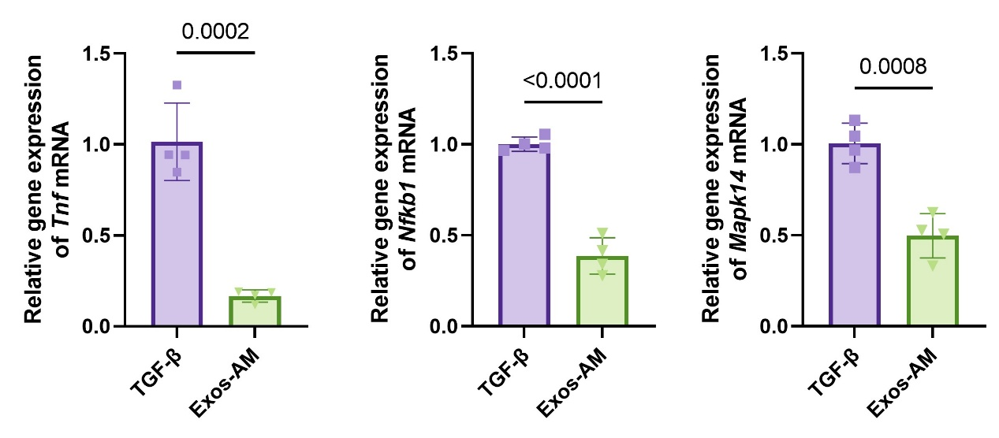 Relative gene expression
of Tnf mRNA
0.0002
1.5
1.0
0.5
0.0
TGF-β
Exos-AM
Relative gene expression
of Nfkb1 mRNA
<0.0001
1.5
1.0
0.5
0.0
TGF-β
Exos-AM
Relative gene expression
of Mapk14 mRNA
0.0008
1.5
1.0
0.5
0.0
TGF-β
Exos-AM